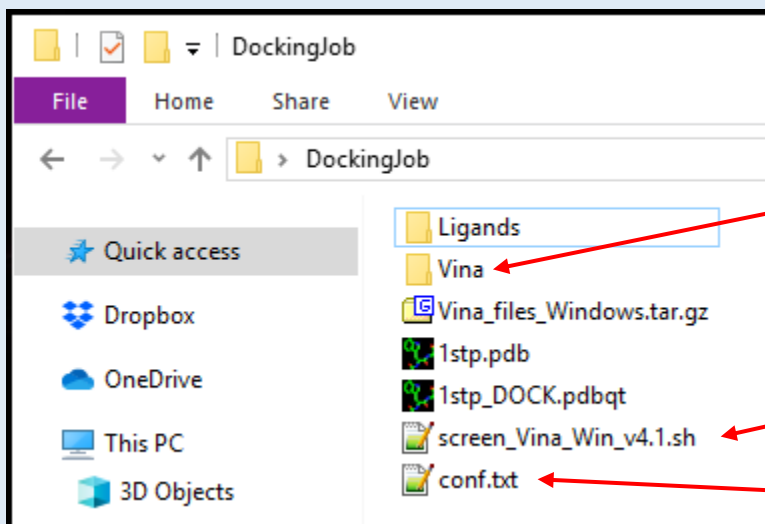 DockingJob
File Home Share View
DockingJob
Quick access
Dropbox
OneDrive
This PC
3D Objects
Ligands
Vina
Vina_files_Windows.tar.gz
1stp.pdb
1stp_DOCK.pdbqt
screen_Vina_Win_v4.1.sh
conf.txt